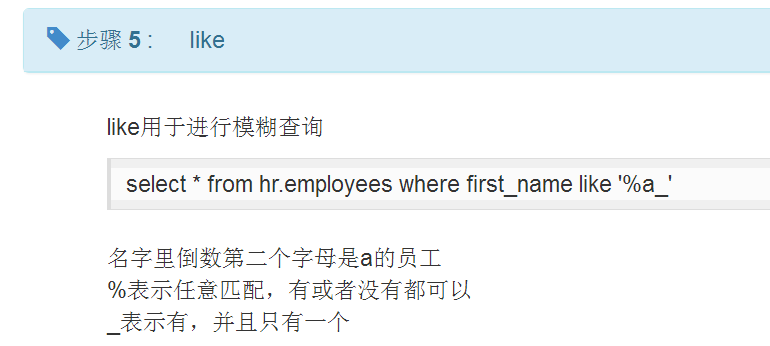 步骤 5 : like
like用于进行模糊查询
select * from hr.employees where first_name like '%a_'
名字里倒数第二个字母是a的员工
%表示任意匹配，有或者没有都可以
_表示有，并且只有一个